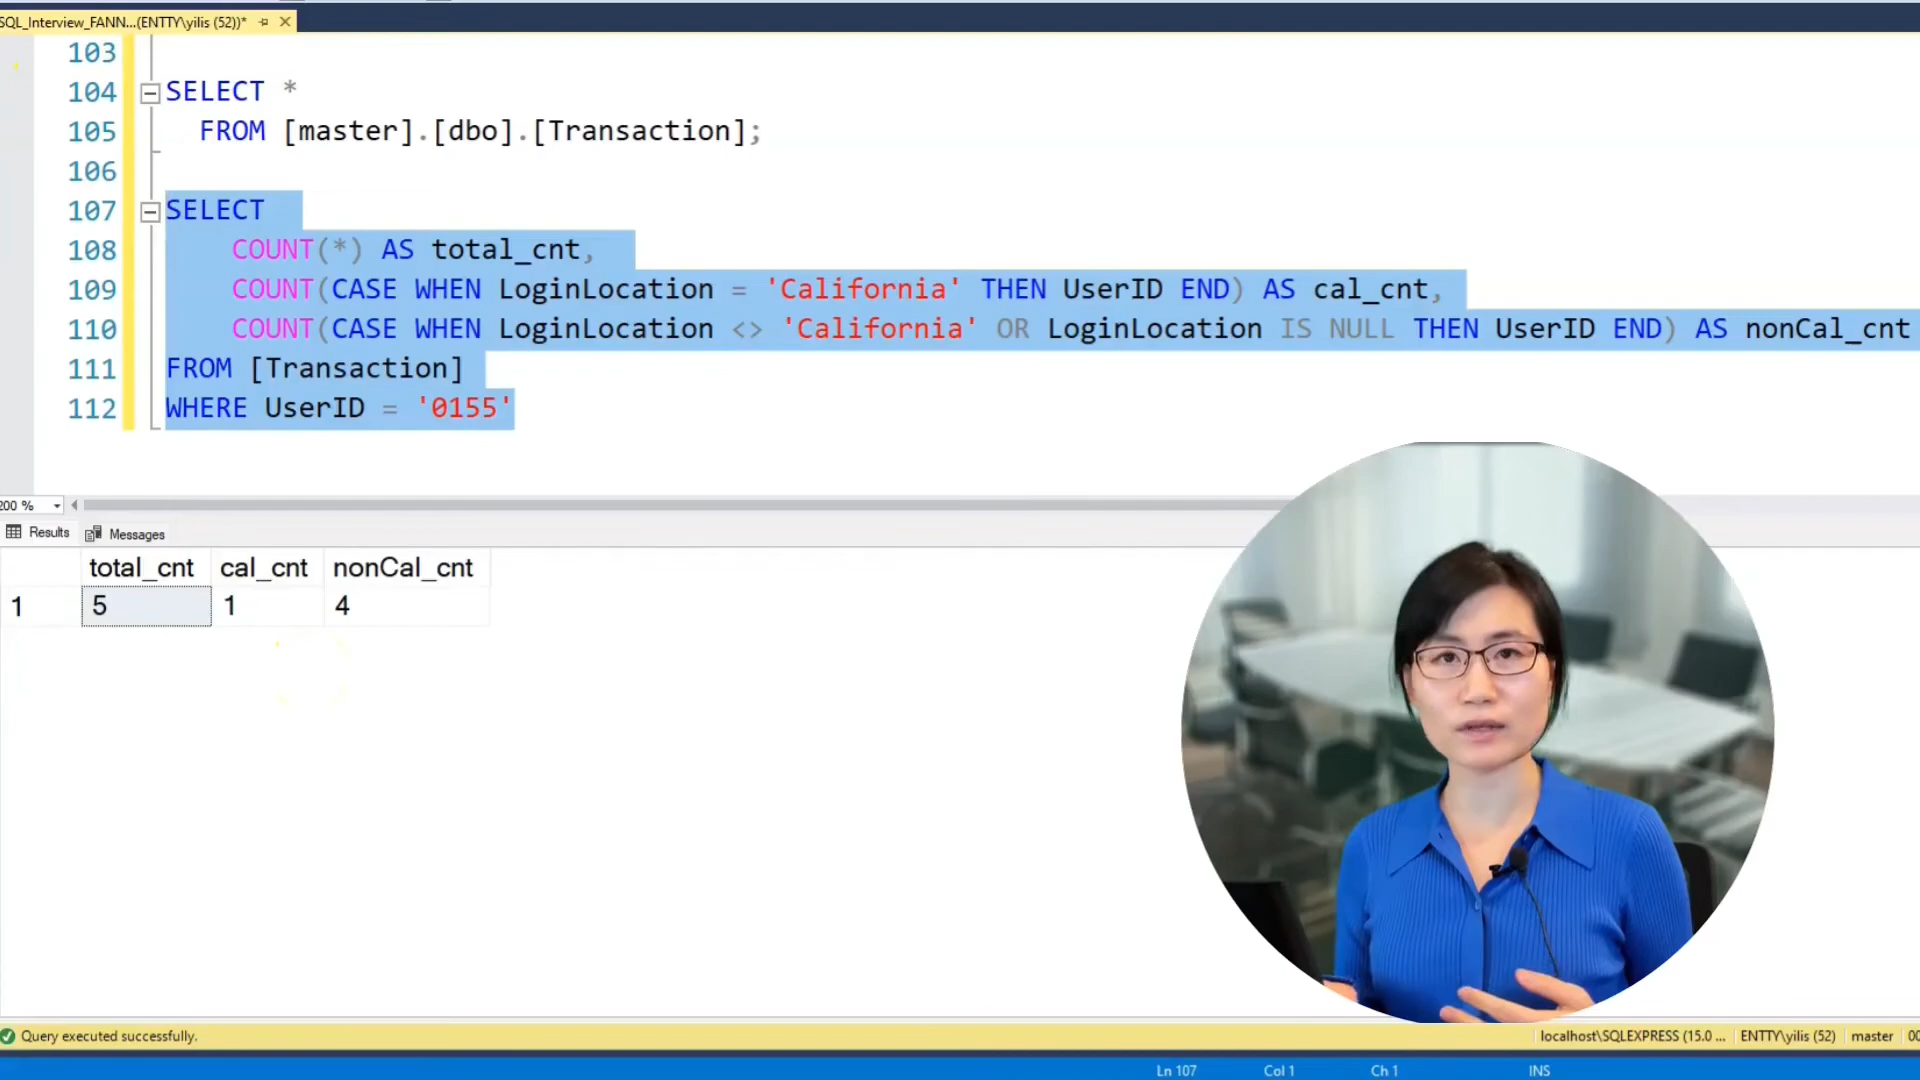 SQL_Interview_FANN...(ENTTY\yilis (52))*
103
104 SELECT *
105 FROM [master].[dbo].[Transaction];
106
107 SELECT
108 COUNT(*) AS total_cnt,
109 COUNT(CASE WHEN LoginLocation = 'California' THEN UserID END) AS cal_cnt,
110 COUNT(CASE WHEN LoginLocation <> 'California' OR LoginLocation IS NULL THEN UserID END) AS nonCal_cnt
111 FROM [Transaction]
112 WHERE UserID = '0155'
200 %
Results Messages
total_cnt cal_cnt nonCal_cnt
1 5 1 4
Query executed successfully. localhost\SQLEXPRESS (15.0 ... ENTTY\yilis (52) master 00
Ln 107 Col 1 Ch 1 INS